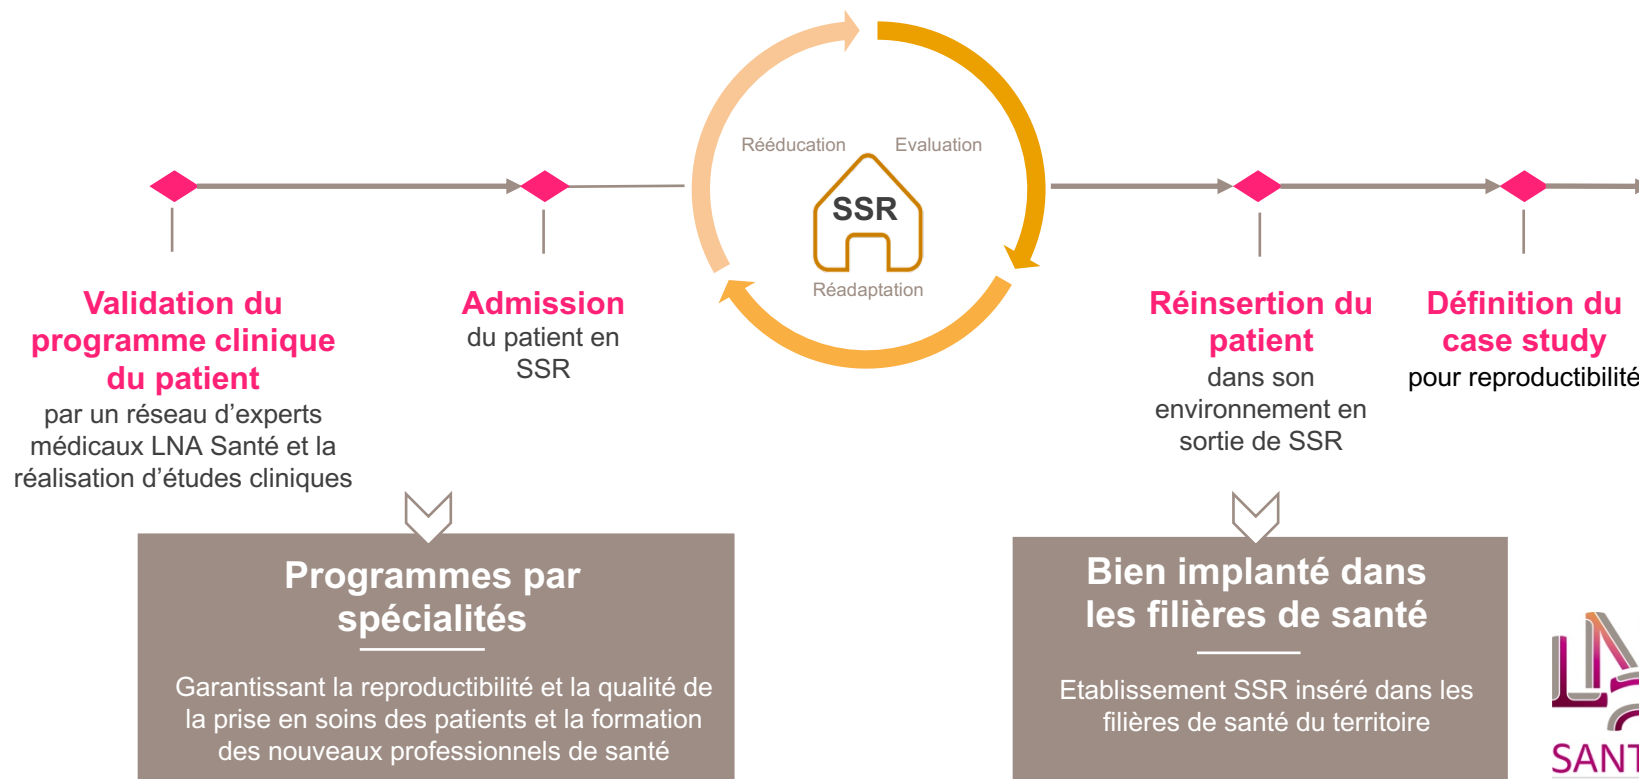 Rééducation
Evaluation
SSR
Réadaptation
Validation du
programme clinique
du patient
par un réseau d’experts
médicaux LNA Santé et la
réalisation d’études cliniques
Admission
du patient en
SSR
Réinsertion du
patient
dans son
environnement en
sortie de SSR
Définition du
case study
pour reproductibilité
Programmes par
spécialités
Garantissant la reproductibilité et la qualité de
la prise en soins des patients et la formation
des nouveaux professionnels de santé
Bien implanté dans
les filières de santé
Etablissement SSR inséré dans les
filières de santé du territoire
LN
SANT